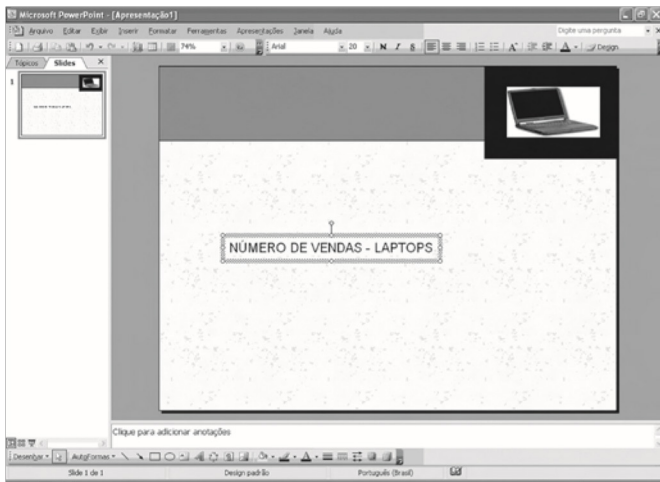 Microsoft PowerPoint - [Apresentação1]
Arquivo Editar Exibir Inserir Formatar Ferramentas Apresentações Janela Ajuda Digite uma pergunta
74% Arial 20 N I S Design
Tópicos Slides
1
NÚMERO DE VENDAS - LAPTOPS
Clique para adicionar anotações
Desenhar AutoFormas
Slide 1 de 1 Design padrão Português (Brasil)